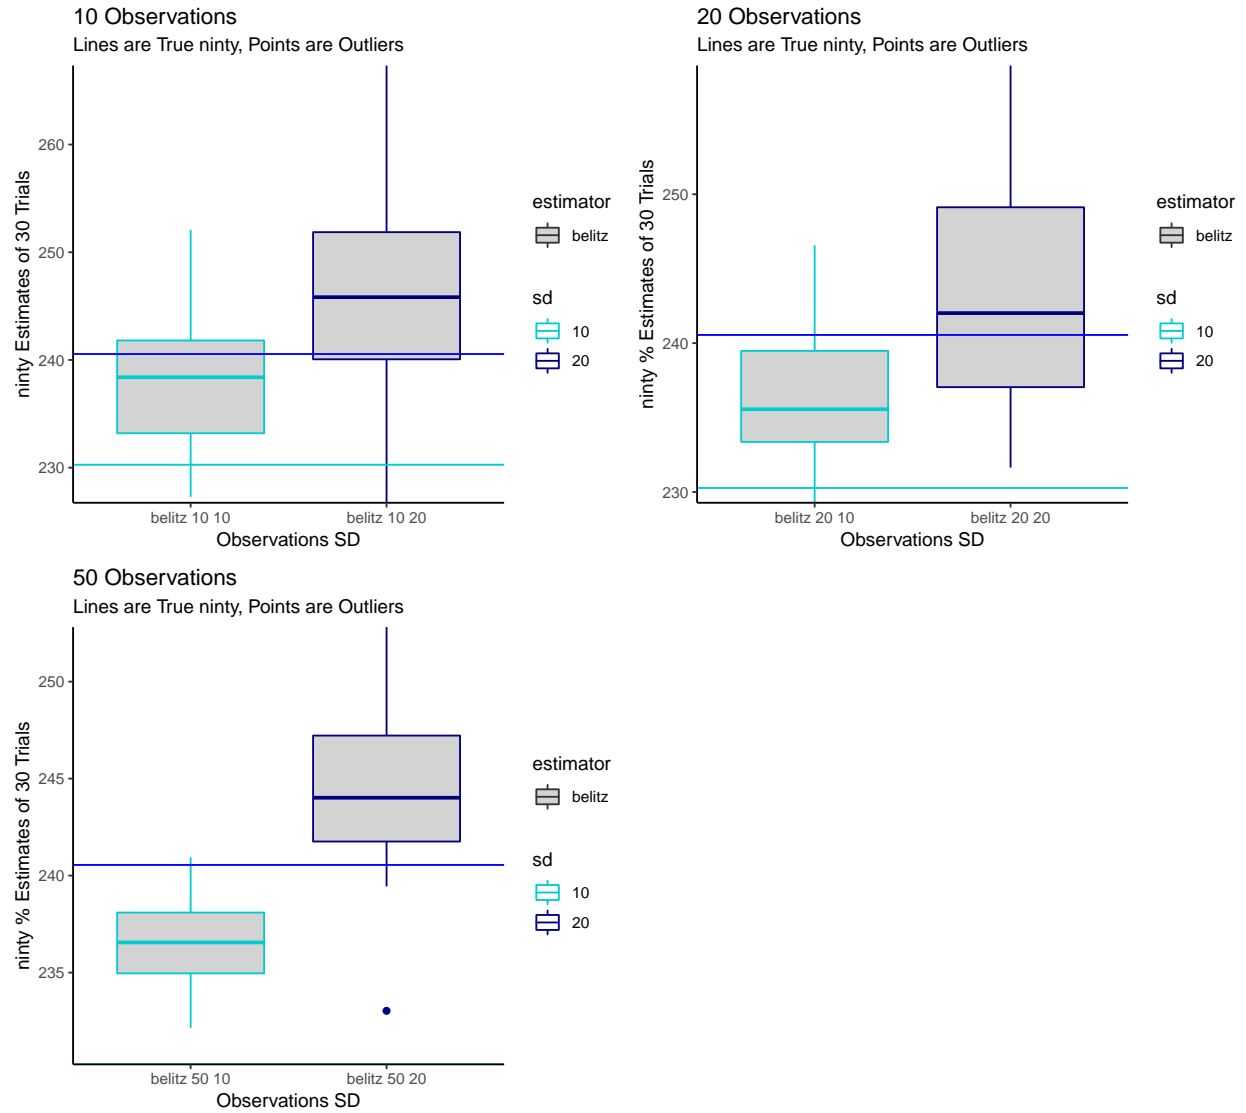 10 Observations
Lines are True ninty, Points are Outliers
ninty Estimates of 30 Trials
260
250
240
230
belitz 10 10
belitz 10 20
Observations SD
estimator
belitz
sd
10
20
20 Observations
Lines are True ninty, Points are Outliers
ninty % Estimates of 30 Trials
250
240
230
belitz 20 10
belitz 20 20
Observations SD
estimator
belitz
sd
10
20
50 Observations
Lines are True ninty, Points are Outliers
ninty % Estimates of 30 Trials
250
245
240
235
belitz 50 10
belitz 50 20
Observations SD
estimator
belitz
sd
10
20